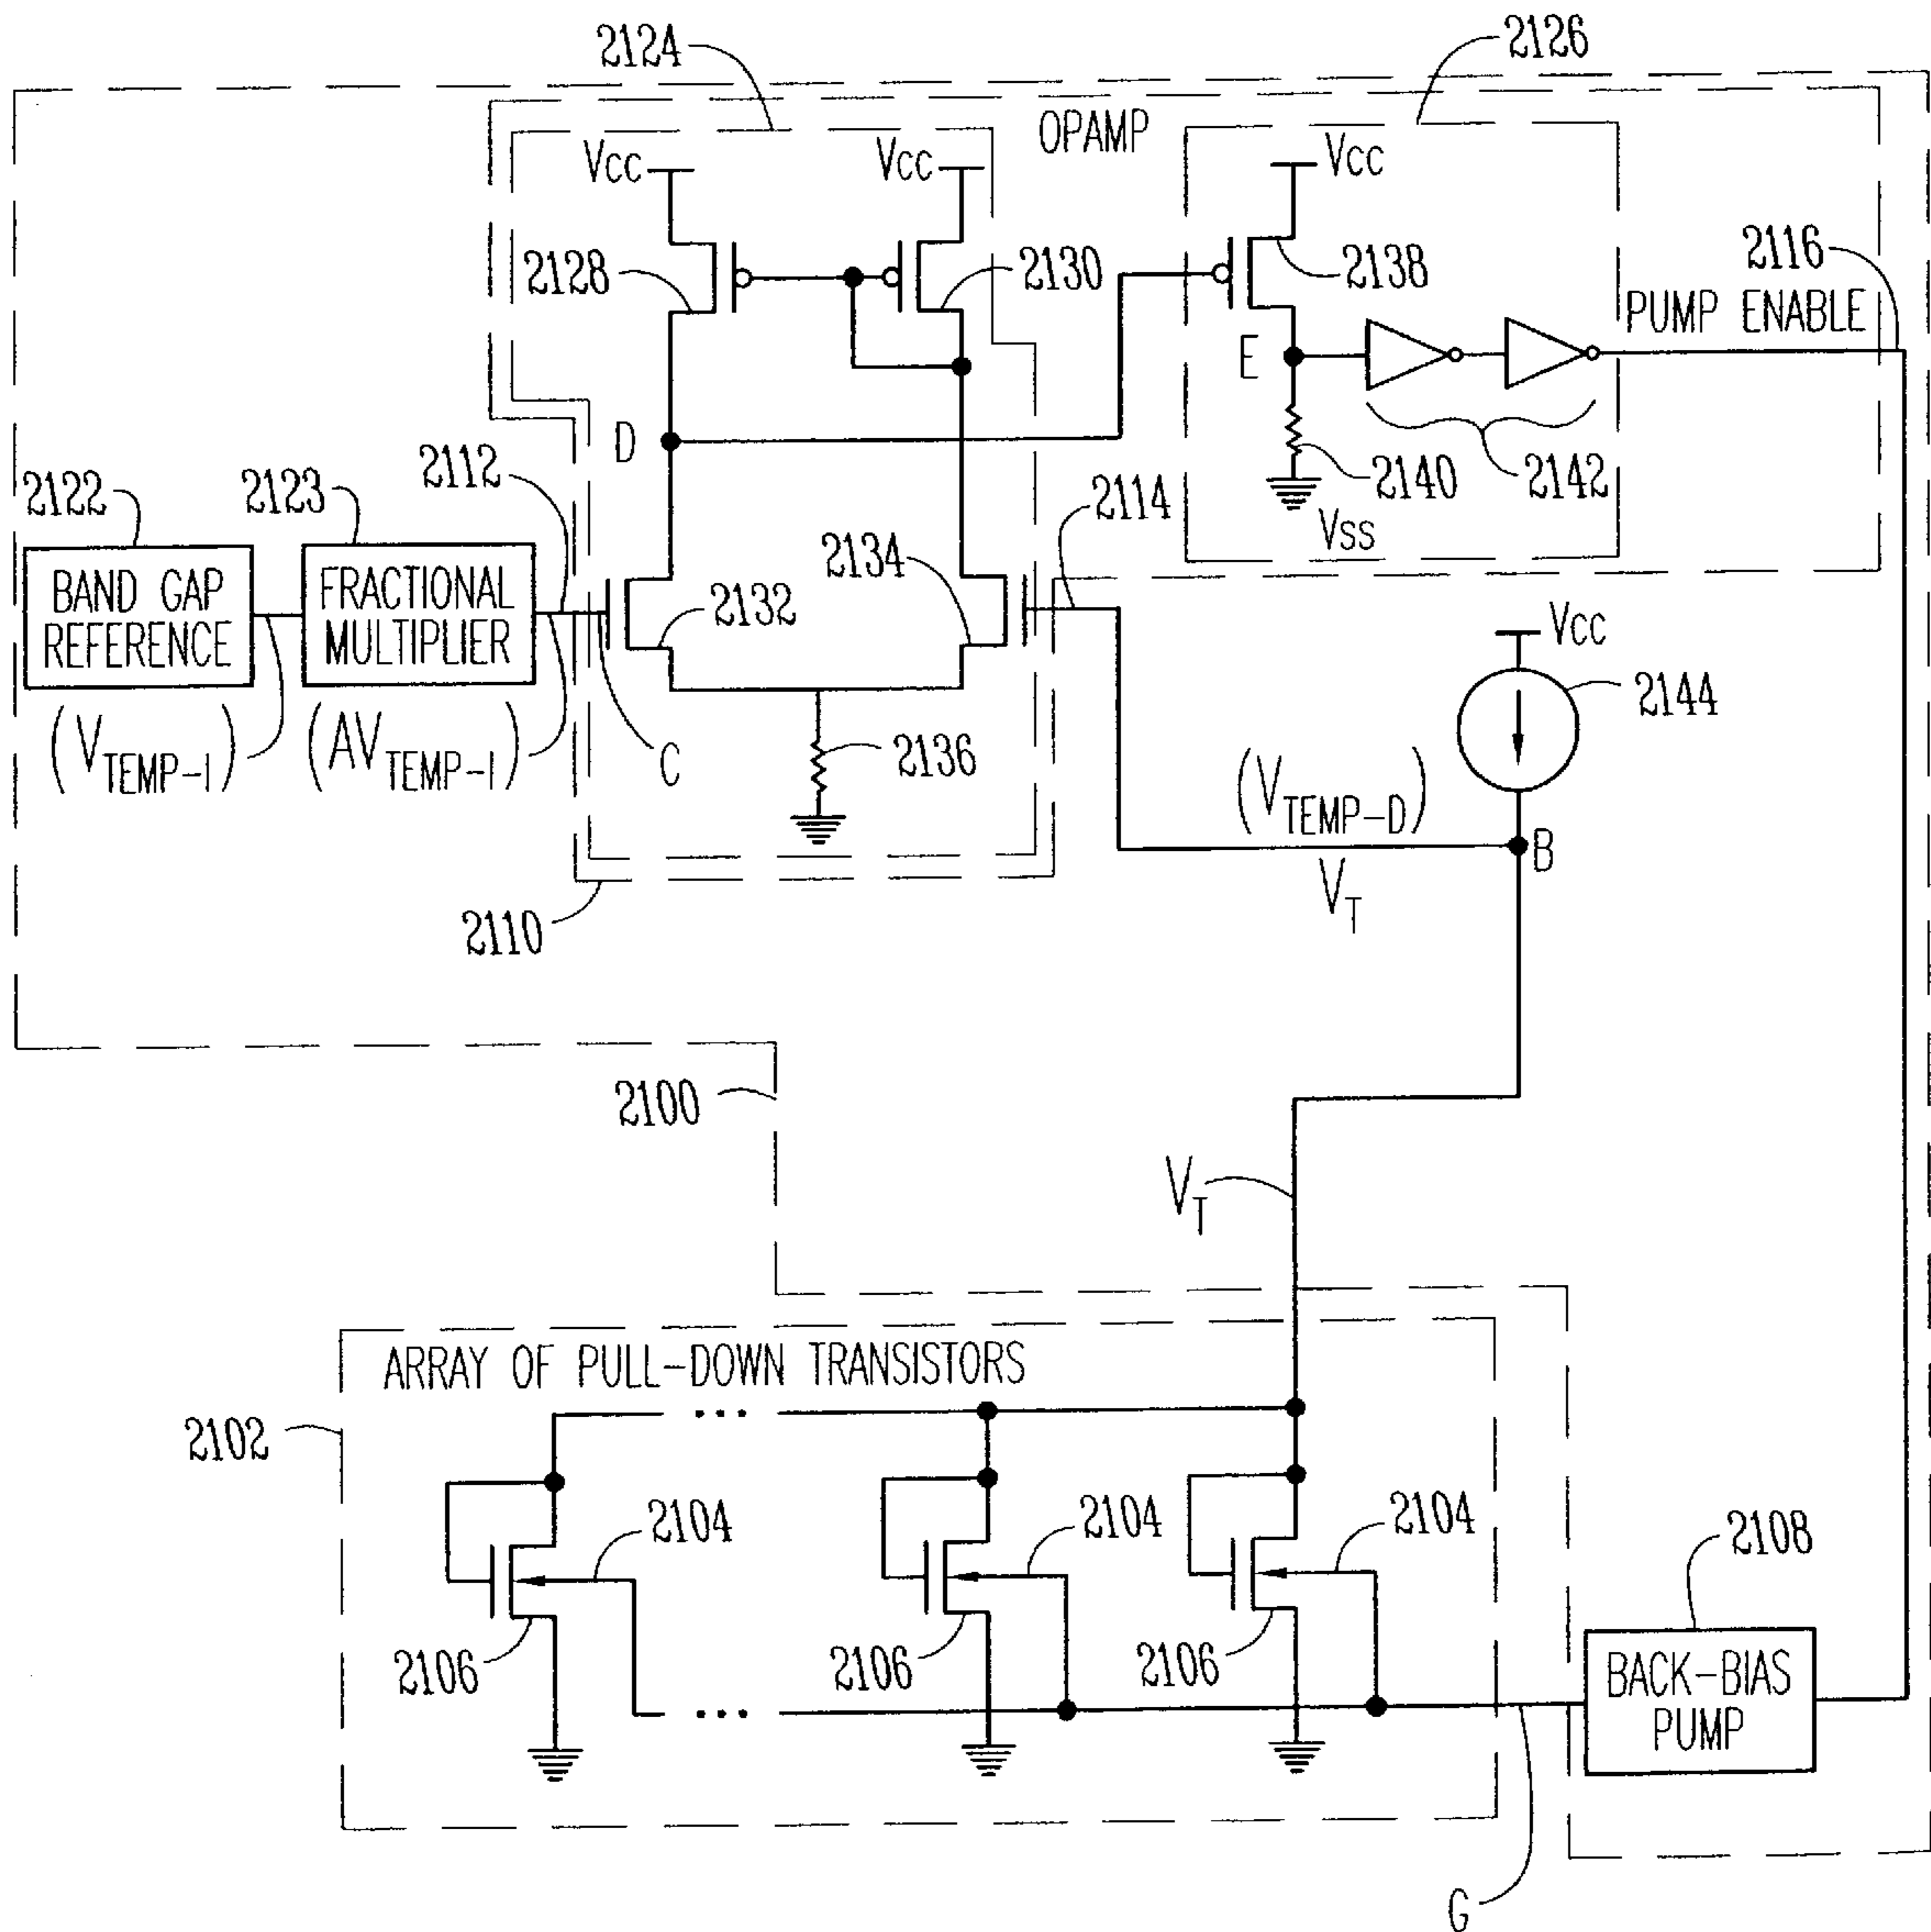 2124
2126
OPAMP
VCC
VCC
VCC
2128
2130
2138
2116
PUMP ENABLE
E
D
2112
2140
2142
2122
2123
2114
VSS
2134
BAND GAP
REFERENCE
FRACTIONAL
MULTIPLIER
2132
VCC
2144
(VTEMP-I)
(AVTEMP-I)
C
2136
(VTEMP-D)
B
VT
2110
2100
VT
ARRAY OF PULL-DOWN TRANSISTORS
...
2102
2104
2104
2104
2108
2106
2106
2106
BACK-BIAS
PUMP
...
G